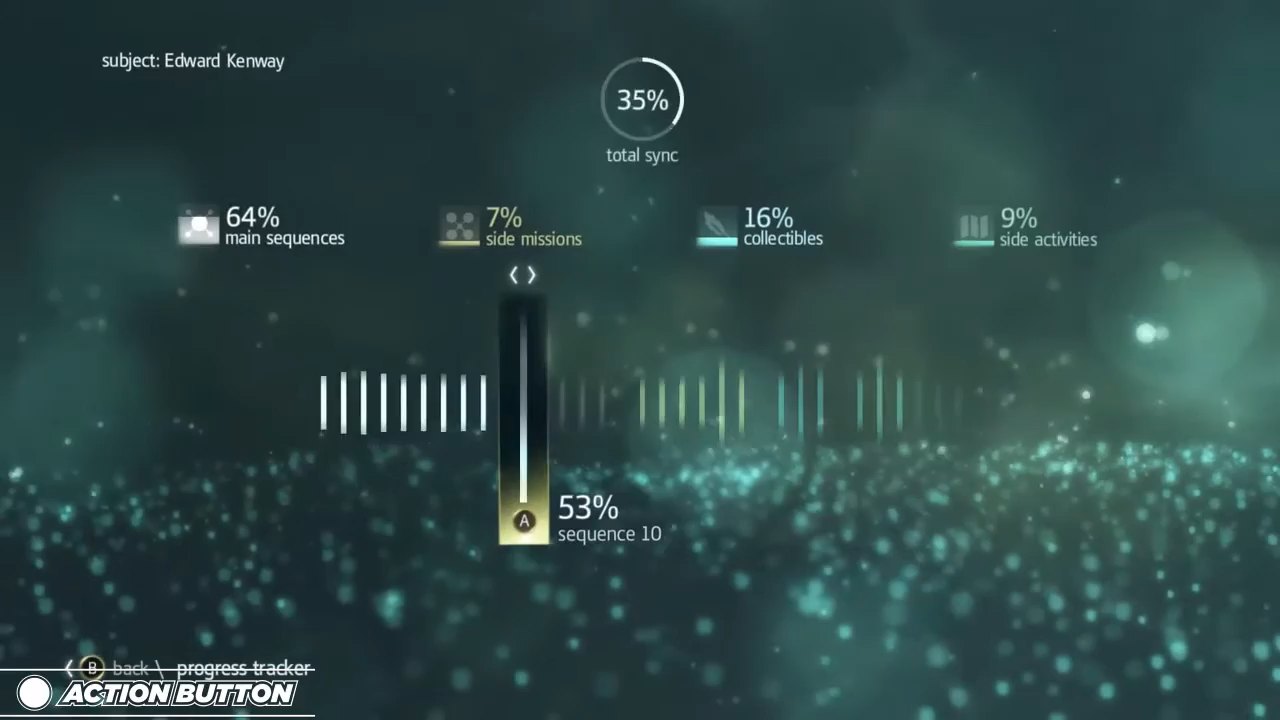 subject: Edward Kenway
35%
total sync
64%
main sequences
7%
side missions
16%
collectibles
9%
side activities
A
53%
sequence 10
B back \ progress tracker
ACTION BUTTON